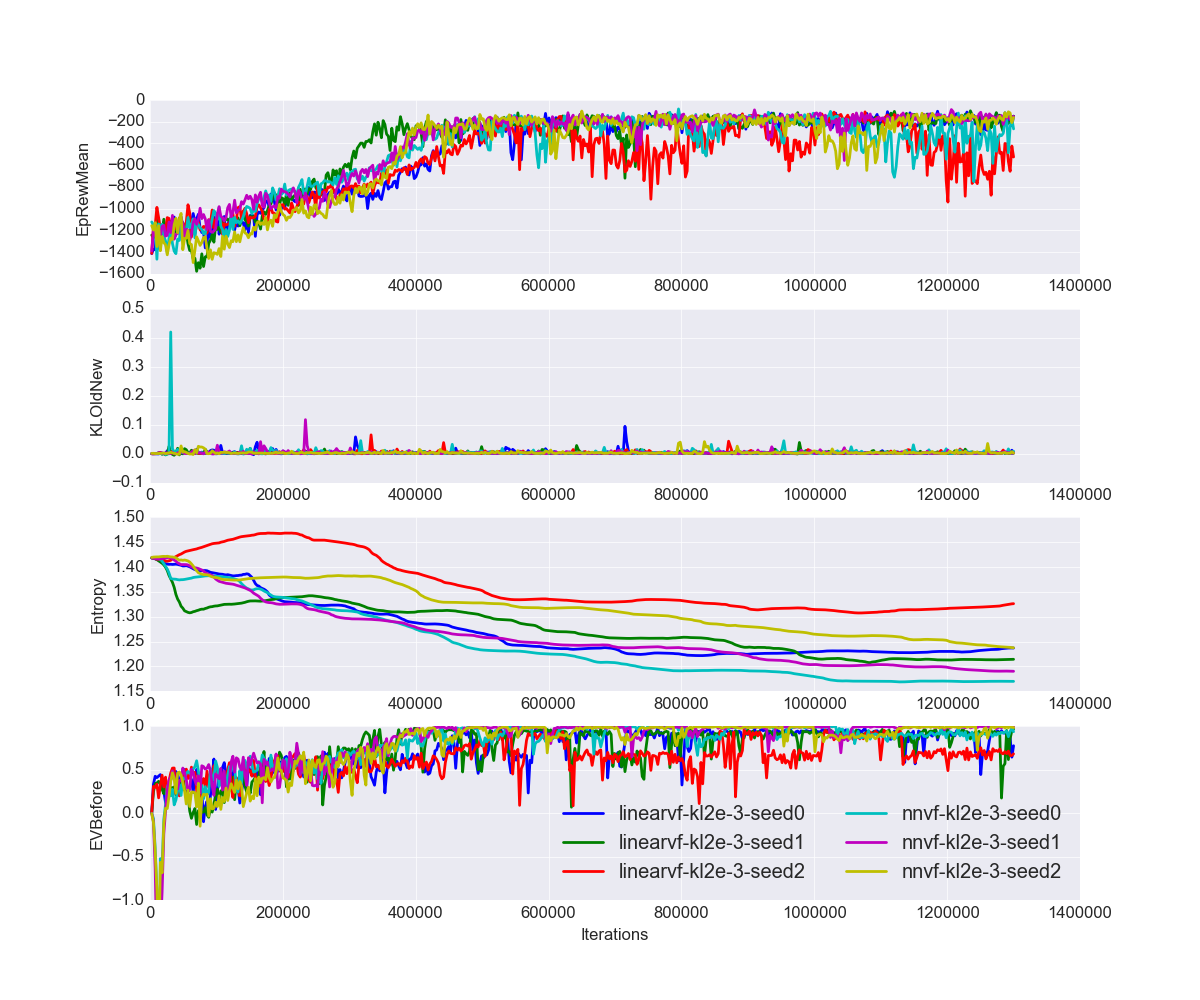 0
−200
−400
−600
−800
−1000
−1200
−1400
−1600
EpRewMean
0 200000 400000 600000 800000 1000000 1200000 1400000
0.5
0.4
0.3
0.2
0.1
0.0
−0.1
KLOldNew
0 200000 400000 600000 800000 1000000 1200000 1400000
1.50
1.45
1.40
1.35
1.30
1.25
1.20
1.15
Entropy
0 200000 400000 600000 800000 1000000 1200000 1400000
1.0
0.5
0.0
−0.5
−1.0
EVBefore
linearvf-kl2e-3-seed0 nnvf-kl2e-3-seed0
linearvf-kl2e-3-seed1 nnvf-kl2e-3-seed1
linearvf-kl2e-3-seed2 nnvf-kl2e-3-seed2
0 200000 400000 600000 800000 1000000 1200000 1400000
Iterations